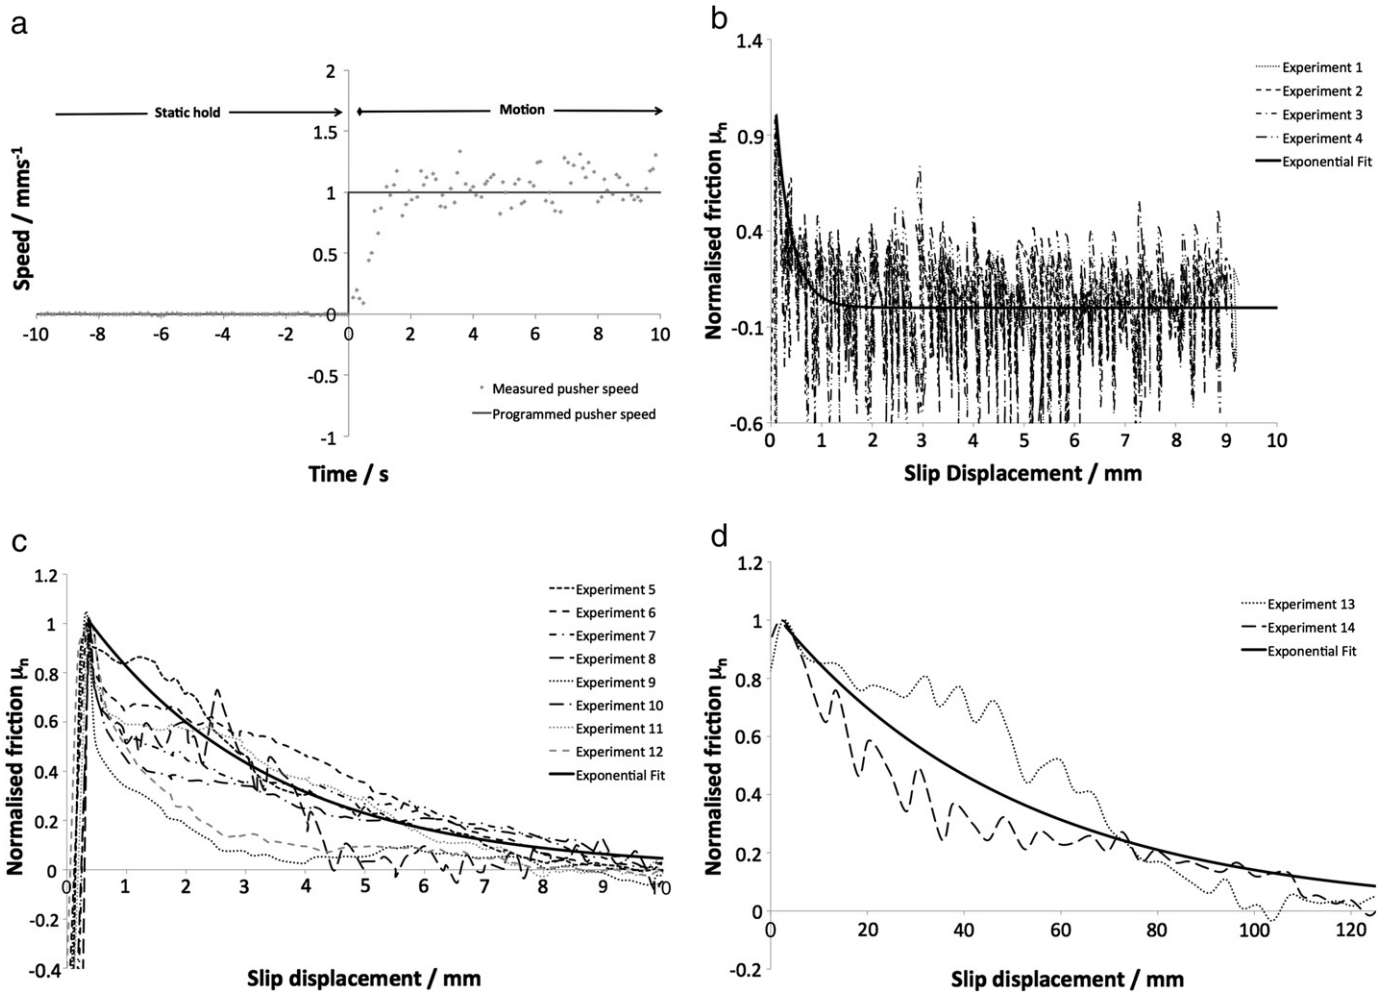 a
2
Static hold
Motion
1.5
1
0.5
0
-10
-8
-6
-4
-2
0
2
4
6
8
10
-0.5
-1
Speed / mms-1
Measured pusher speed
Programmed pusher speed
Time / s
b
1.4
0.9
0.4
-0.1
-0.6
Normalised friction μn
Experiment 1
Experiment 2
Experiment 3
Experiment 4
Exponential Fit
0
1
2
3
4
5
6
7
8
9
10
Slip Displacement / mm
c
1.2
1
0.8
0.6
0.4
0.2
0
-0.2
-0.4
Normalised friction μn
Experiment 5
Experiment 6
Experiment 7
Experiment 8
Experiment 9
Experiment 10
Experiment 11
Experiment 12
Exponential Fit
0
1
2
3
4
5
6
7
8
9
10
Slip displacement / mm
d
1.2
1
0.8
0.6
0.4
0.2
0
-0.2
Normalised friction μn
Experiment 13
Experiment 14
Exponential Fit
0
20
40
60
80
100
120
Slip displacement / mm